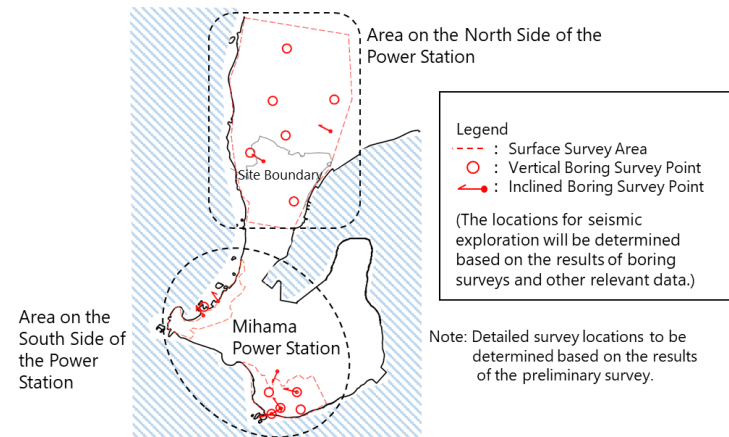 Area on the North Side of the
Power Station
Site Boundary
Area on the
South Side of
the Power
Station
Mihama
Power Station
Legend
: Surface Survey Area
: Vertical Boring Survey Point
: Inclined Boring Survey Point
(The locations for seismic
exploration will be determined
based on the results of boring
surveys and other relevant data.)
Note: Detailed survey locations to be
determined based on the results
of the preliminary survey.